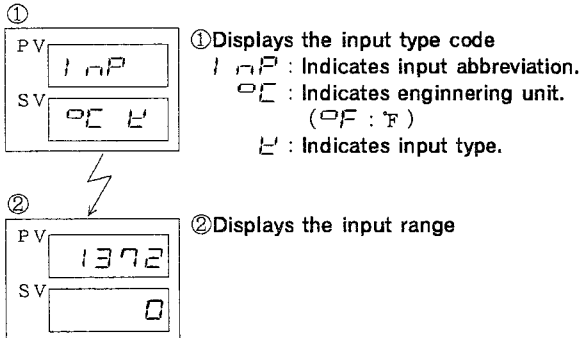 ①
PV
InP
SV
°C K
①Displays the input type code
InP : Indicates input abbreviation.
°C : Indicates enginnering unit.
(°F : °F)
K : Indicates input type.
②
PV
1372
SV
0
②Displays the input range